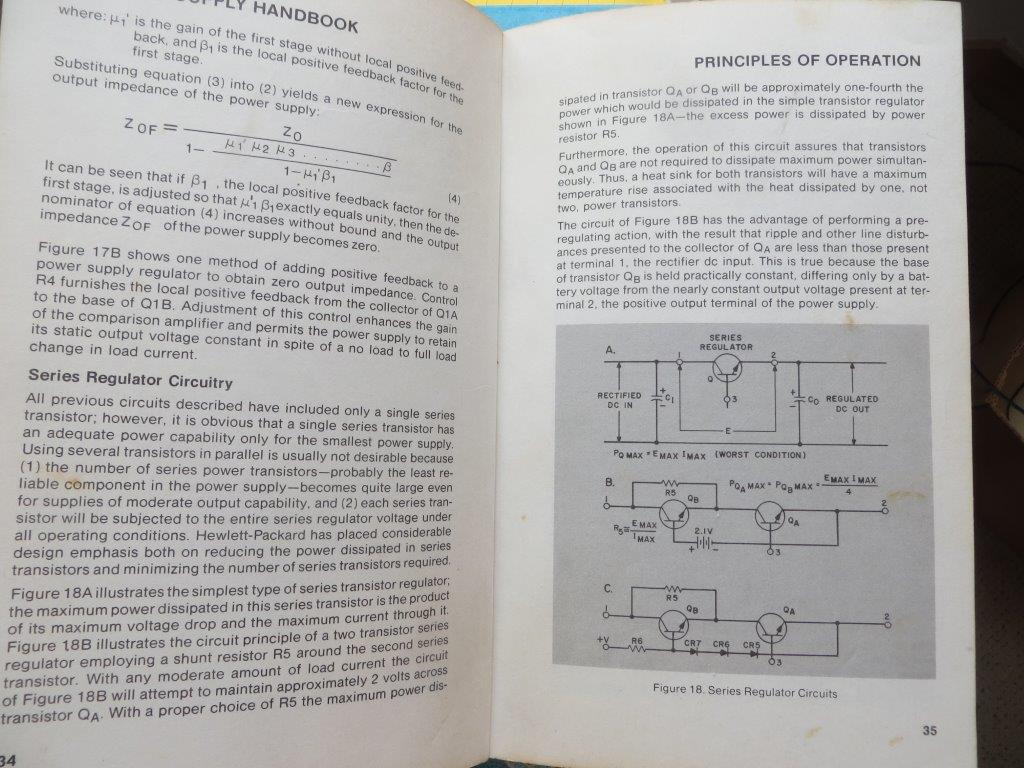 SUPPLY HANDBOOK
where: μ1' is the gain of the first stage without local positive feed-
back, and β1 is the local positive feedback factor for the
first stage.
Substituting equation (3) into (2) yields a new expression for the
output impedance of the power supply:
ZOF = ZO
1- μ1' μ2 μ3 ........β
1-μ1'β1
(4)
It can be seen that if β1, the local positive feedback factor for the
first stage, is adjusted so that μ'1 β1 exactly equals unity, then the de-
nominator of equation (4) increases without bound and the output
impedance ZOF of the power supply becomes zero.
Figure 17B shows one method of adding positive feedback to a
power supply regulator to obtain zero output impedance. Control
R4 furnishes the local positive feedback from the collector of Q1A
to the base of Q1B. Adjustment of this control enhances the gain
of the comparison amplifier and permits the power supply to retain
its static output voltage constant in spite of a no load to full load
change in load current.
Series Regulator Circuitry
All previous circuits described have included only a single series
transistor; however, it is obvious that a single series transistor has
an adequate power capability only for the smallest power supply.
Using several transistors in parallel is usually not desirable because
(1) the number of series power transistors—probably the least re-
liable component in the power supply—becomes quite large even
for supplies of moderate output capability, and (2) each series tran-
sistor will be subjected to the entire series regulator voltage under
all operating conditions. Hewlett-Packard has placed considerable
design emphasis both on reducing the power dissipated in series
transistors and minimizing the number of series transistors required.
Figure 18A illustrates the simplest type of series transistor regulator;
the maximum power dissipated in this series transistor is the product
of its maximum voltage drop and the maximum current through it.
Figure 18B illustrates the circuit principle of a two transistor series
regulator employing a shunt resistor R5 around the second series
transistor. With any moderate amount of load current the circuit
of Figure 18B will attempt to maintain approximately 2 volts across
transistor QA. With a proper choice of R5 the maximum power dis-
34
PRINCIPLES OF OPERATION
sipated in transistor QA or QB will be approximately one-fourth the
power which would be dissipated in the simple transistor regulator
shown in Figure 18A—the excess power is dissipated by power
resistor R5.
Furthermore, the operation of this circuit assures that transistors
QA and QB are not required to dissipate maximum power simultan-
eously. Thus, a heat sink for both transistors will have a maximum
temperature rise associated with the heat dissipated by one, not
two, power transistors.
The circuit of Figure 18B has the advantage of performing a pre-
regulating action, with the result that ripple and other line disturb-
ances presented to the collector of QA are less than those present
at terminal 1, the rectifier dc input. This is true because the base
of transistor QB is held practically constant, differing only by a bat-
tery voltage from the nearly constant output voltage present at ter-
minal 2, the positive output terminal of the power supply.
A.
SERIES
REGULATOR
1
2
Q
3
RECTIFIED
DC IN
+
CI
–
+
CO
–
REGULATED
DC OUT
E
PQ MAX = EMAX IMAX (WORST CONDITION)
B.
R5
QB
PQA MAX = PQB MAX = EMAX IMAX
4
1
2
QA
R5≅ E MAX
I MAX
2.1V
+ –
3
C.
R5
QB
QA
1
2
+V
R6
CR7 CR6 CR5
3
Figure 18. Series Regulator Circuits
35